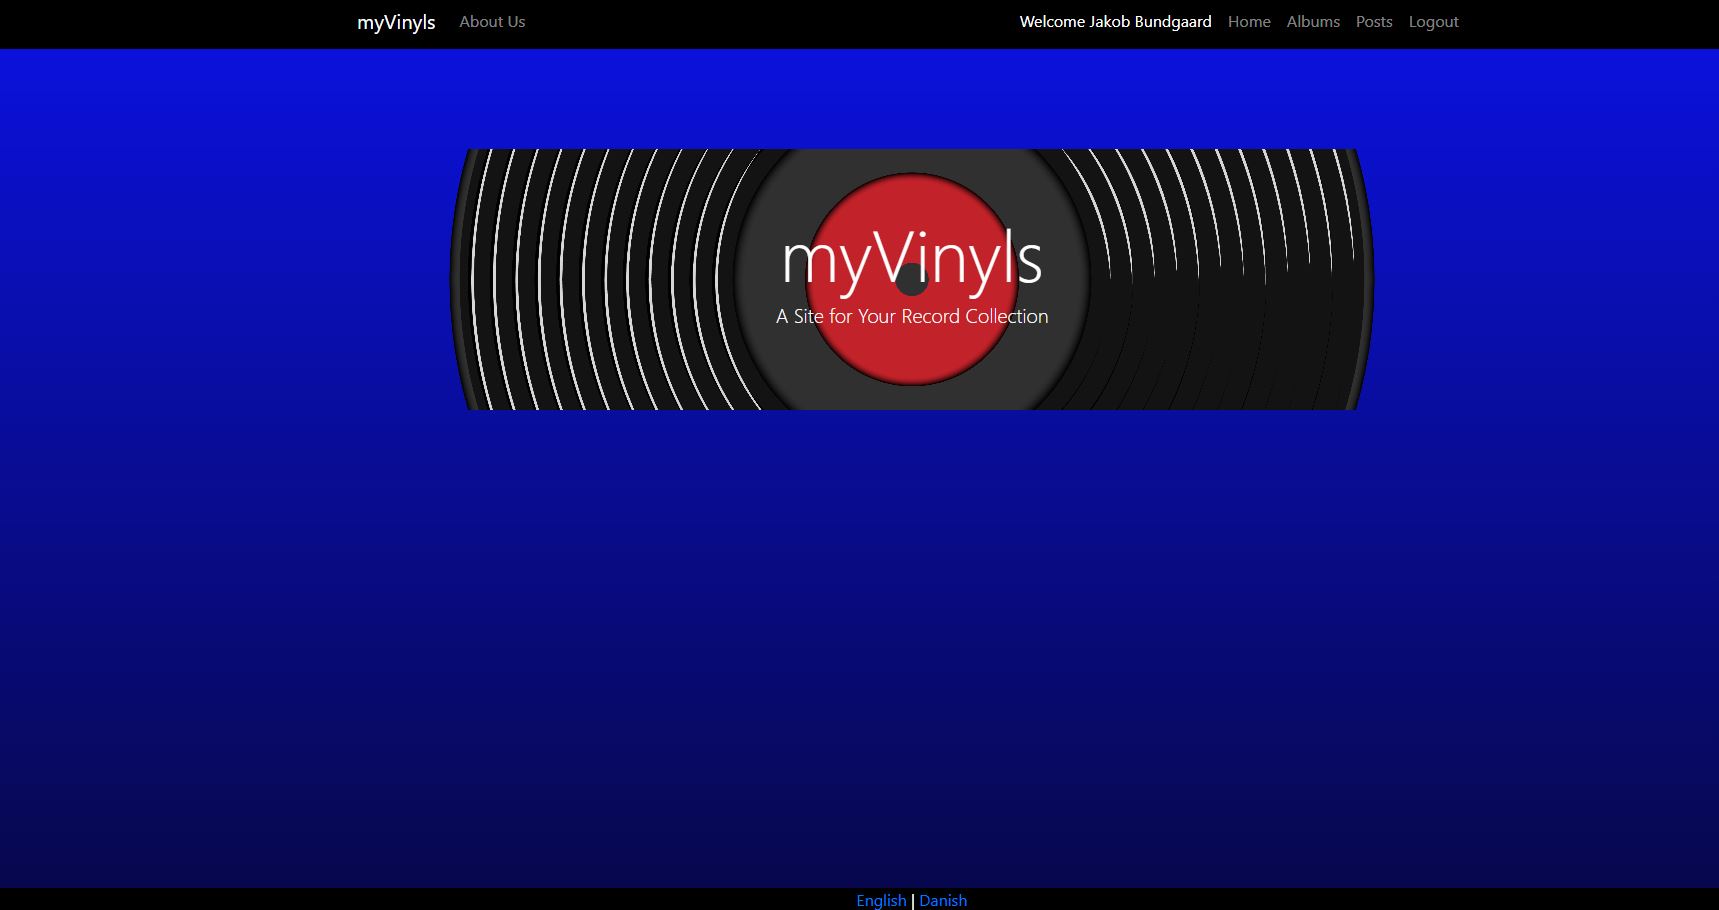 myVinyls About Us Welcome Jakob Bundgaard Home Albums Posts Logout
myVinyls
A Site for Your Record Collection
English | Danish